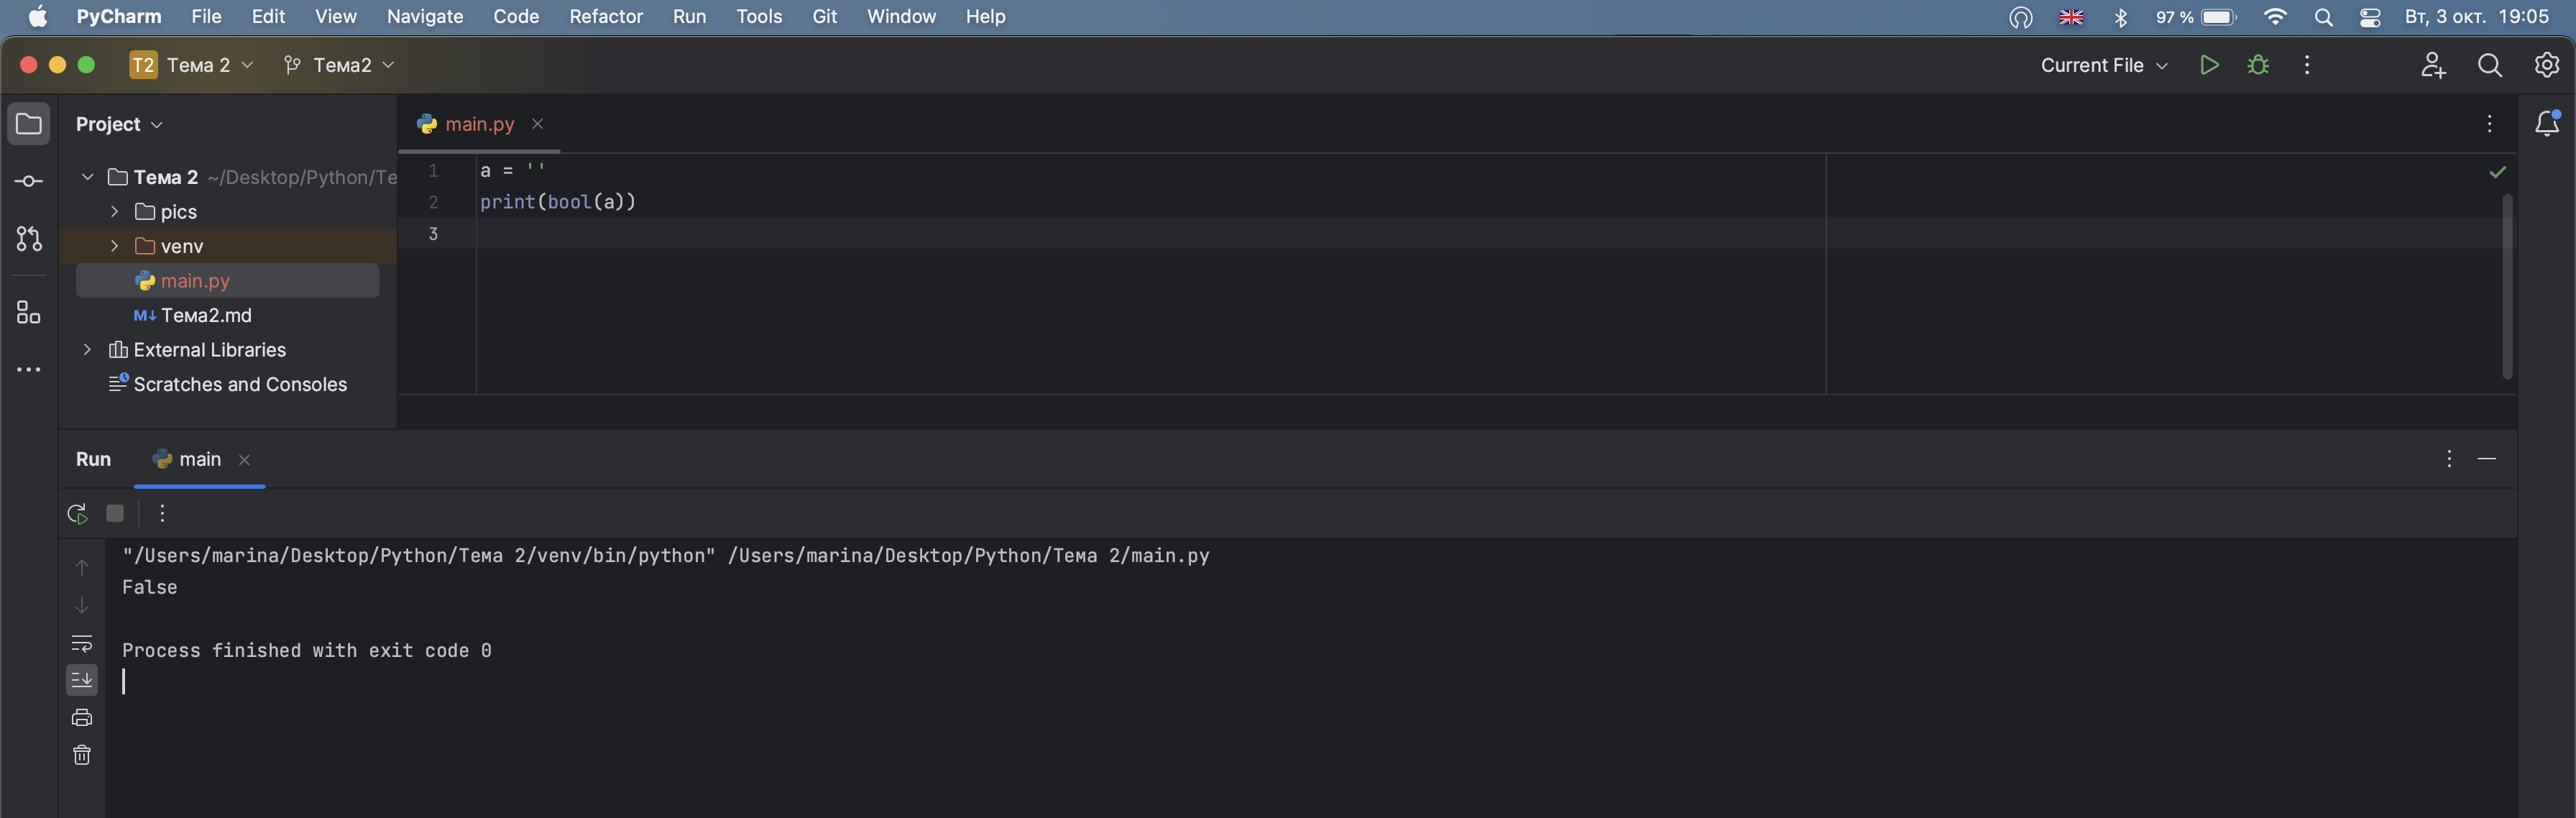 PyCharm File Edit View Navigate Code Refactor Run Tools Git Window Help 97 % Вт, 3 окт. 19:05
T2 Тема 2 Тема2 Current File
Project
main.py
Тема 2 ~/Desktop/Python/Te
pics
venv
main.py
M↓ Тема2.md
External Libraries
Scratches and Consoles
1 a = ''
2 print(bool(a))
3
Run main
"/Users/marina/Desktop/Python/Тема 2/venv/bin/python" /Users/marina/Desktop/Python/Тема 2/main.py
False
Process finished with exit code 0